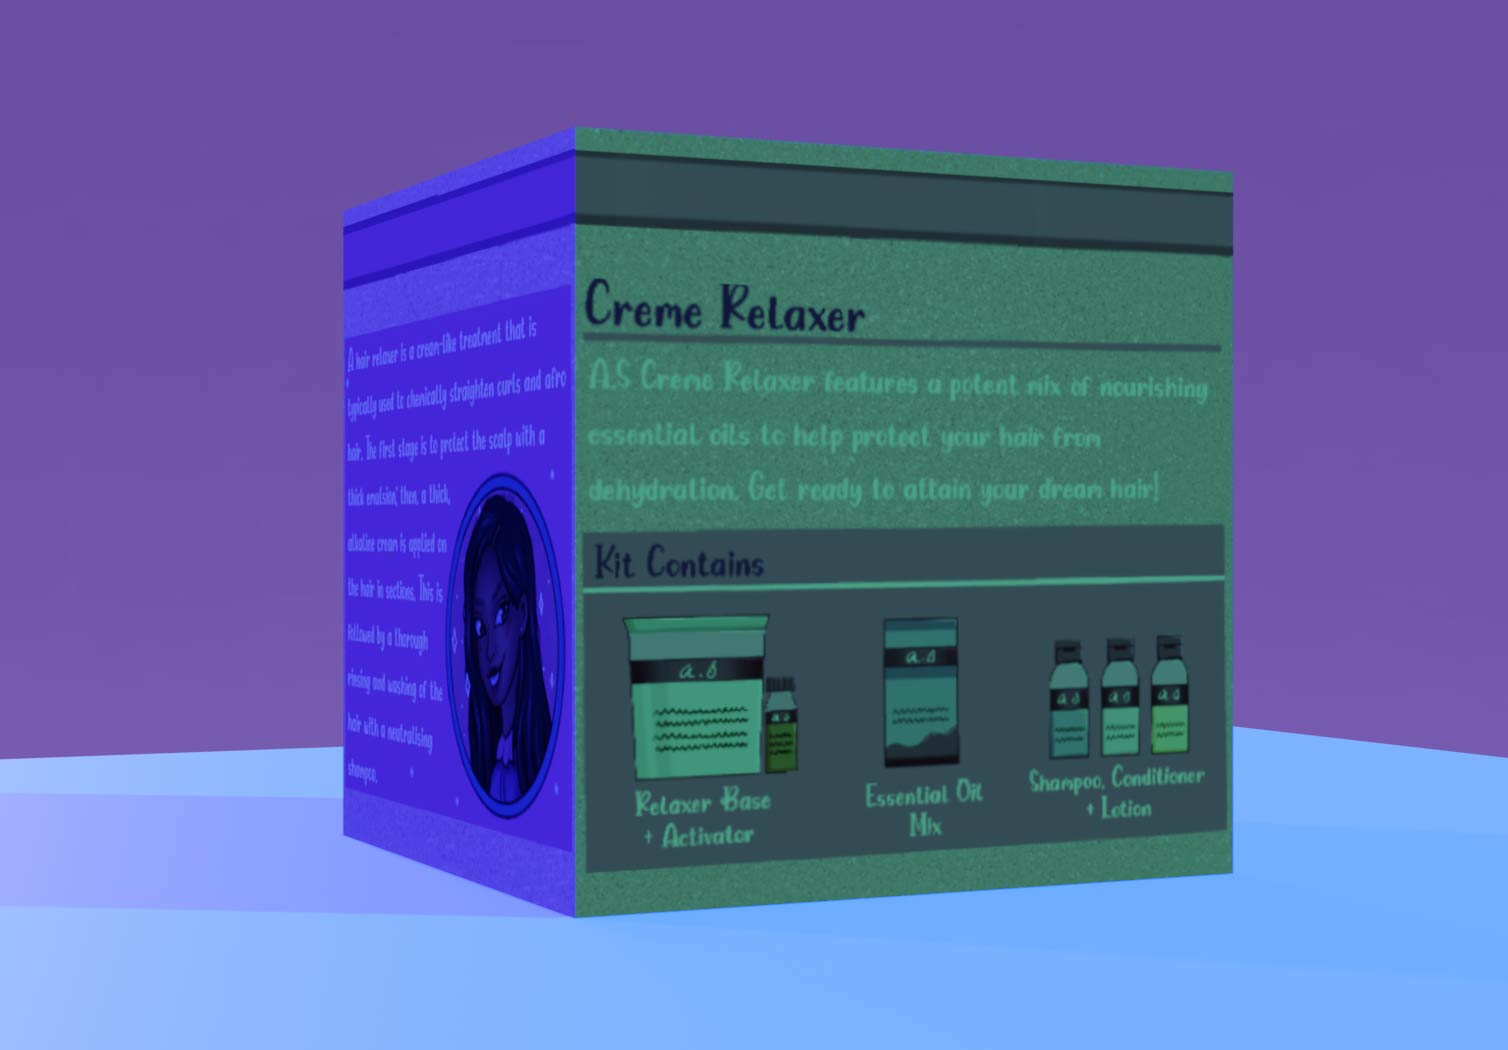 A hair relaxer is a cream-like treatment that is
typically used to chemically straighten curls and afro
hair. The first stage is to protect the scalp with a
thick emulsion; then, a thick,
alkaline cream is applied on
the hair in sections. This is
followed by a thorough
rinsing and washing of the
hair with a neutralising
shampoo.
Creme Relaxer
A.S Creme Relaxer features a potent mix of nourishing
essential oils to help protect your hair from
dehydration. Get ready to attain your dream hair!
Kit Contains
a.s
a.s
a.s
a.s
a.s
a.s
Relaxer Base
+ Activator
Essential Oil
Mix
Shampoo, Conditioner
+ Lotion